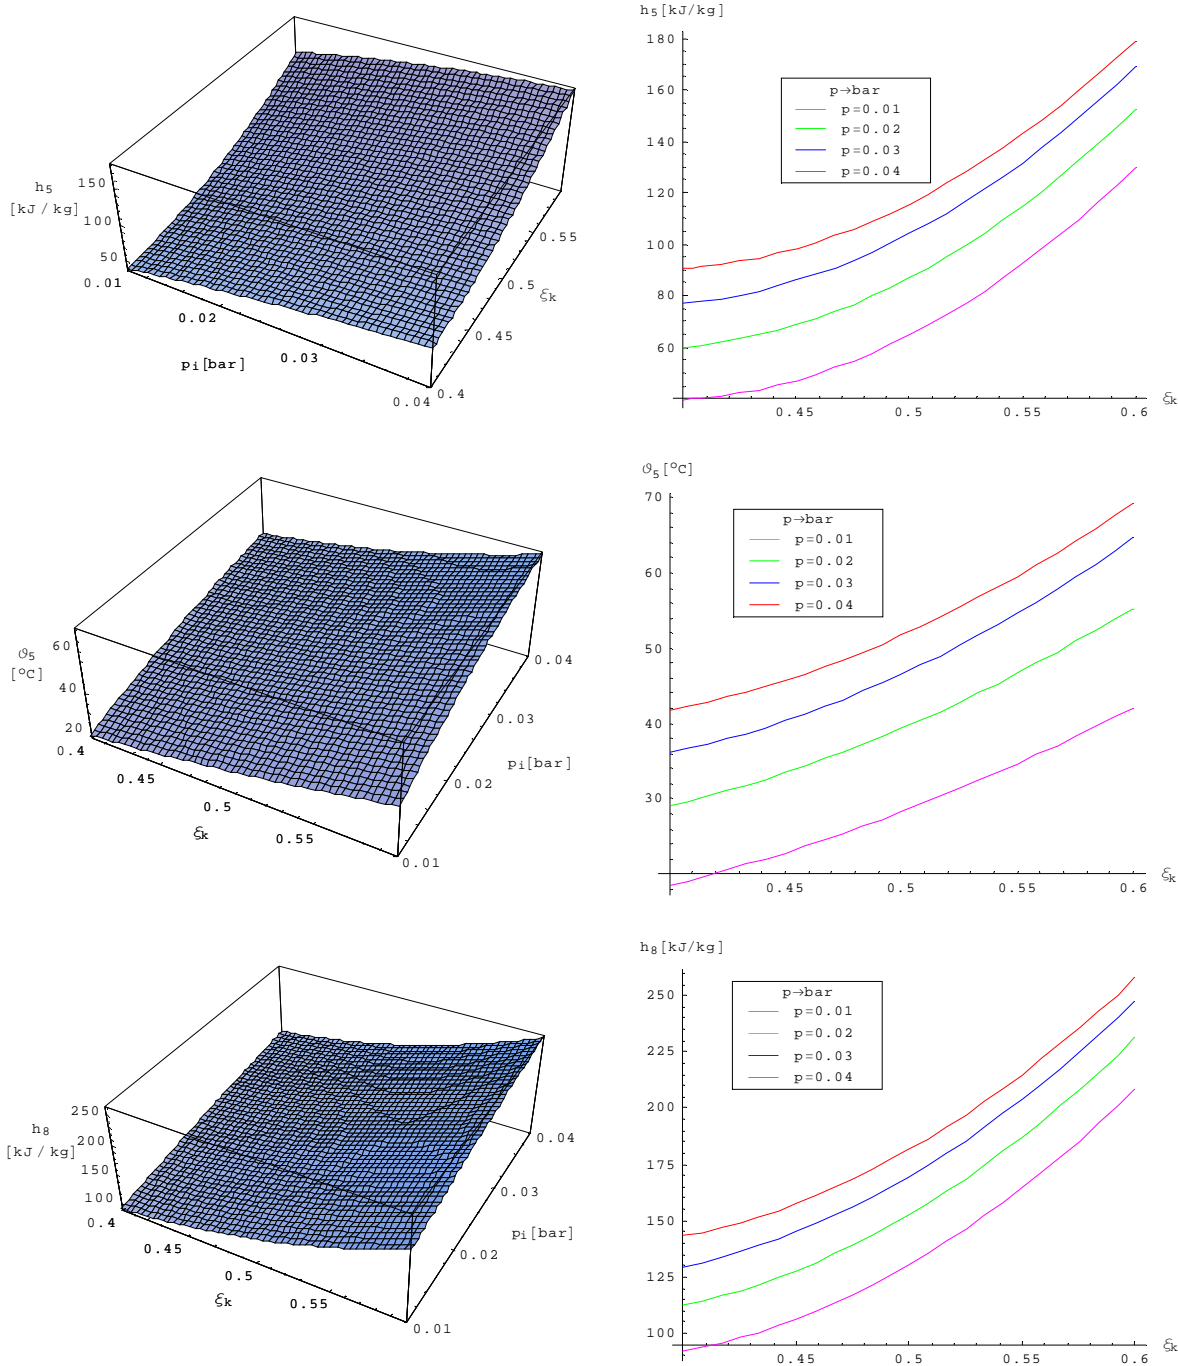 h5
[kJ/kg]
150
100
50
0.01
0.02
0.03
0.04
pi[bar]
0.4
0.45
0.5
0.55
ξk
h5[kJ/kg]
180
160
140
120
100
80
60
p→bar
p=0.01
p=0.02
p=0.03
p=0.04
0.45
0.5
0.55
0.6
ξk
ϑ5
[°C]
60
40
20
0.4
0.45
0.5
0.55
ξk
0.01
0.02
0.03
0.04
pi[bar]
ϑ5[°C]
70
60
50
40
30
p→bar
p=0.01
p=0.02
p=0.03
p=0.04
0.45
0.5
0.55
0.6
ξk
h8
[kJ/kg]
250
200
150
100
0.4
0.45
0.5
0.55
ξk
0.01
0.02
0.03
0.04
pi[bar]
h8[kJ/kg]
250
225
200
175
150
125
100
p→bar
p=0.01
p=0.02
p=0.03
p=0.04
0.45
0.5
0.55
0.6
ξk